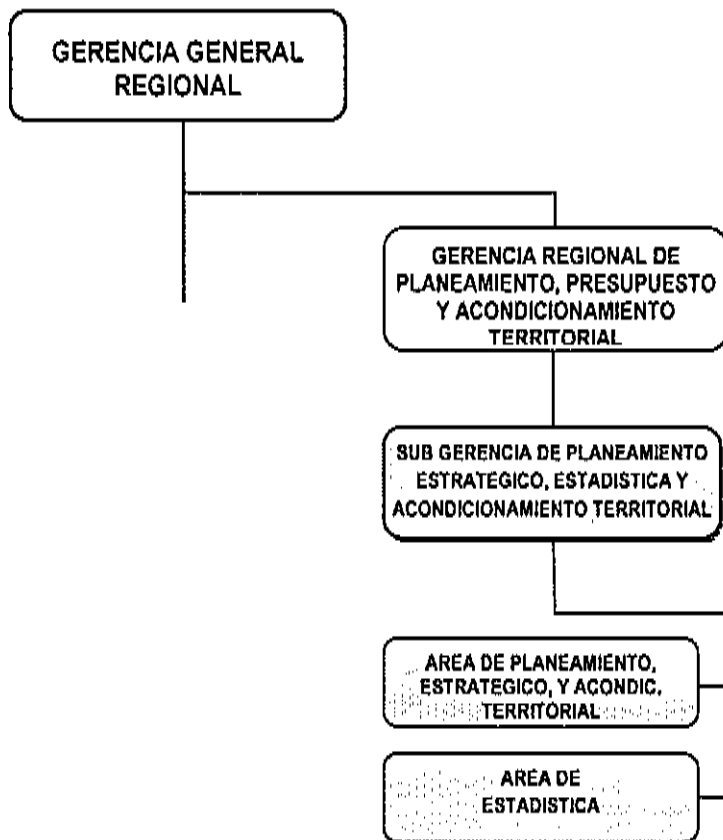 GERENCIA GENERAL
REGIONAL
GERENCIA REGIONAL DE
PLANEAMIENTO, PRESUPUESTO
Y ACONDICIONAMIENTO
TERRITORIAL
SUB GERENCIA DE PLANEAMIENTO
ESTRATEGICO, ESTADISTICA Y
ACONDICIONAMIENTO TERRITORIAL
AREA DE PLANEAMIENTO,
ESTRATEGICO, Y ACONDIC,
TERRITORIAL
AREA DE
ESTADISTICA